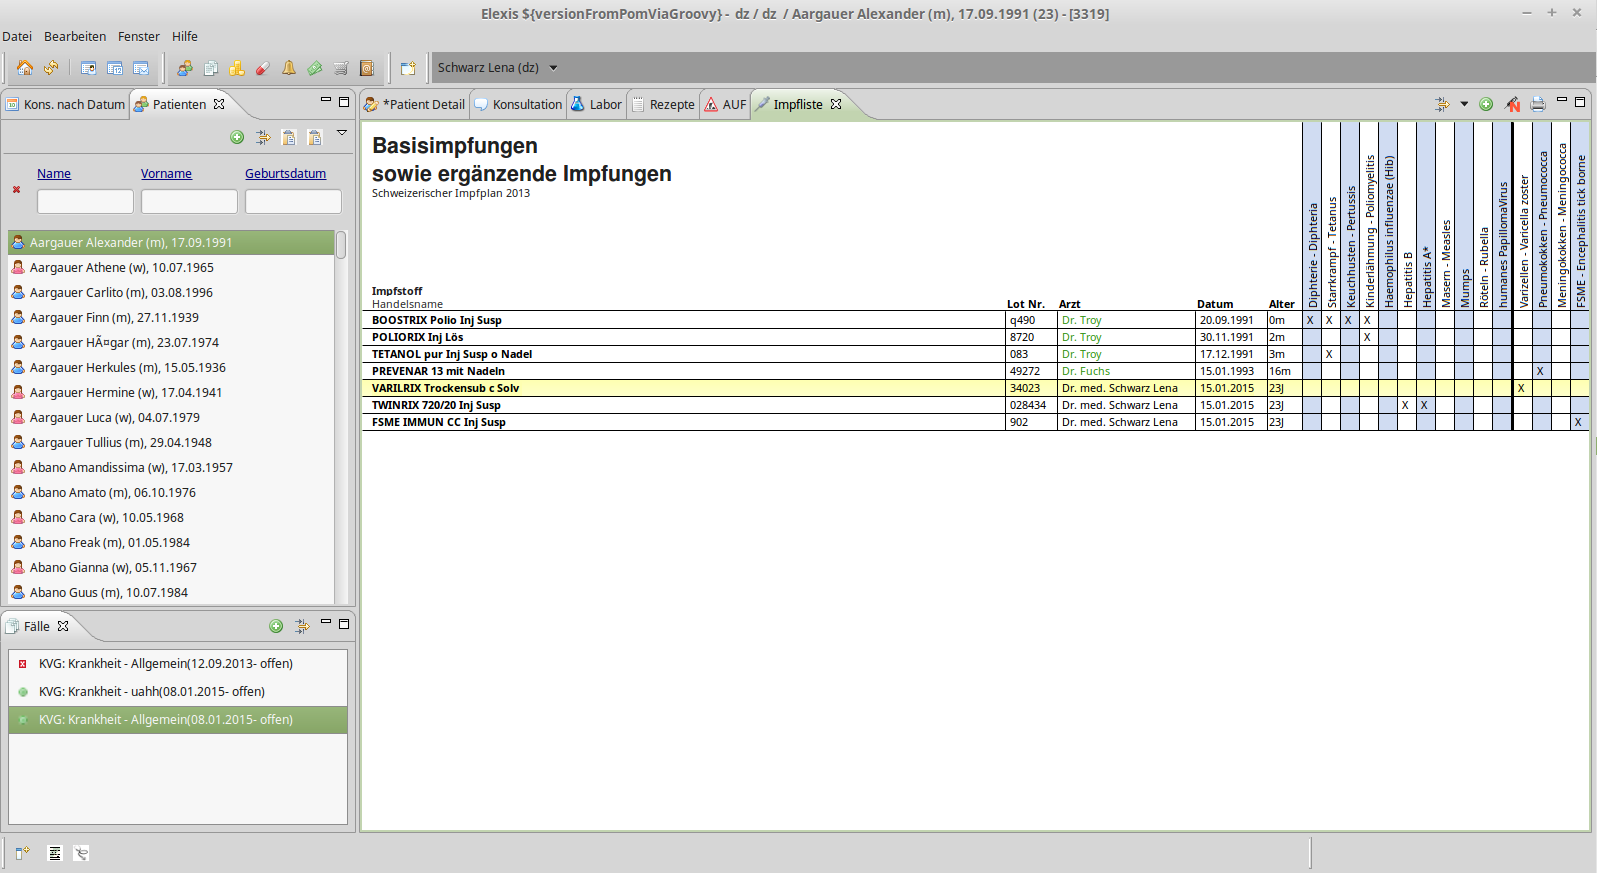 Elexis ${versionFromPomViaGroovy} - dz / dz / Aargauer Alexander (m), 17.09.1991 (23) - [3319]
Datei Bearbeiten Fenster Hilfe
Schwarz Lena (dz)
Kons. nach Datum Patienten
Name Vorname Geburtsdatum
Aargauer Alexander (m), 17.09.1991
Aargauer Athene (w), 10.07.1965
Aargauer Carlito (m), 03.08.1996
Aargauer Finn (m), 27.11.1939
Aargauer HÃ¤gar (m), 23.07.1974
Aargauer Herkules (m), 15.05.1936
Aargauer Hermine (w), 17.04.1941
Aargauer Luca (w), 04.07.1979
Aargauer Tullius (m), 29.04.1948
Abano Amandissima (w), 17.03.1957
Abano Amato (m), 06.10.1976
Abano Cara (w), 10.05.1968
Abano Freak (m), 01.05.1984
Abano Gianna (w), 05.11.1967
Abano Guus (m), 10.07.1984
Fälle
KVG: Krankheit - Allgemein(12.09.2013- offen)
KVG: Krankheit - uahh(08.01.2015- offen)
KVG: Krankheit - Allgemein(08.01.2015- offen)
*Patient Detail Konsultation Labor Rezepte AUF Impfliste
Basisimpfungen
sowie ergänzende Impfungen
Schweizerischer Impfplan 2013
Impfstoff
Handelsname Lot Nr. Arzt Datum Alter
Diphterie - Diphteria
Starrkrampf - Tetanus
Keuchhusten - Pertussis
Kinderlähmung - Poliomyelitis
Haemophilus influenzae (Hib)
Hepatitis B
Hepatitis A*
Masern - Measles
Mumps
Röteln - Rubella
humanes PapillomaVirus
Varizellen - Varicella zoster
Pneumokokken - Pneumococca
Meningokokken - Meningococca
FSME - Encephalitis tick borne
BOOSTRIX Polio Inj Susp q490 Dr. Troy 20.09.1991 0m X X X X
POLIORIX Inj Lös 8720 Dr. Troy 30.11.1991 2m X
TETANOL pur Inj Susp o Nadel 083 Dr. Troy 17.12.1991 3m X
PREVENAR 13 mit Nadeln 49272 Dr. Fuchs 15.01.1993 16m X
VARILRIX Trockensub c Solv 34023 Dr. med. Schwarz Lena 15.01.2015 23J X
TWINRIX 720/20 Inj Susp 028434 Dr. med. Schwarz Lena 15.01.2015 23J X X
FSME IMMUN CC Inj Susp 902 Dr. med. Schwarz Lena 15.01.2015 23J X